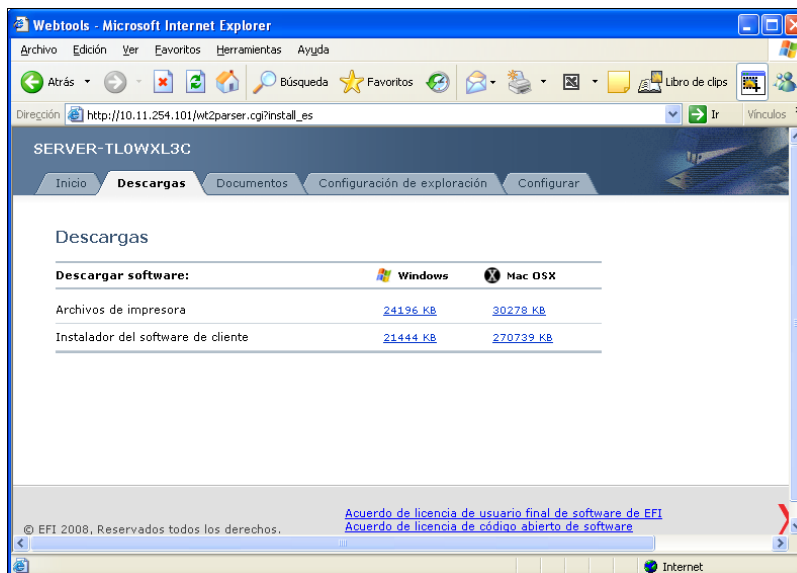 Webtools - Microsoft Internet Explorer
Archivo Edición Ver Favoritos Herramientas Ayuda
Atrás Búsqueda Favoritos Libro de clips
Dirección http://10.11.254.101/wt2parser.cgi?install_es Ir Vínculos
SERVER-TL0WXL3C
Inicio Descargas Documentos Configuración de exploración Configurar
Descargas
Descargar software: Windows Mac OSX
Archivos de impresora 24196 KB 30278 KB
Instalador del software de cliente 21444 KB 270739 KB
Acuerdo de licencia de usuario final de software de EFI
© EFI 2008, Reservados todos los derechos. Acuerdo de licencia de código abierto de software
Internet